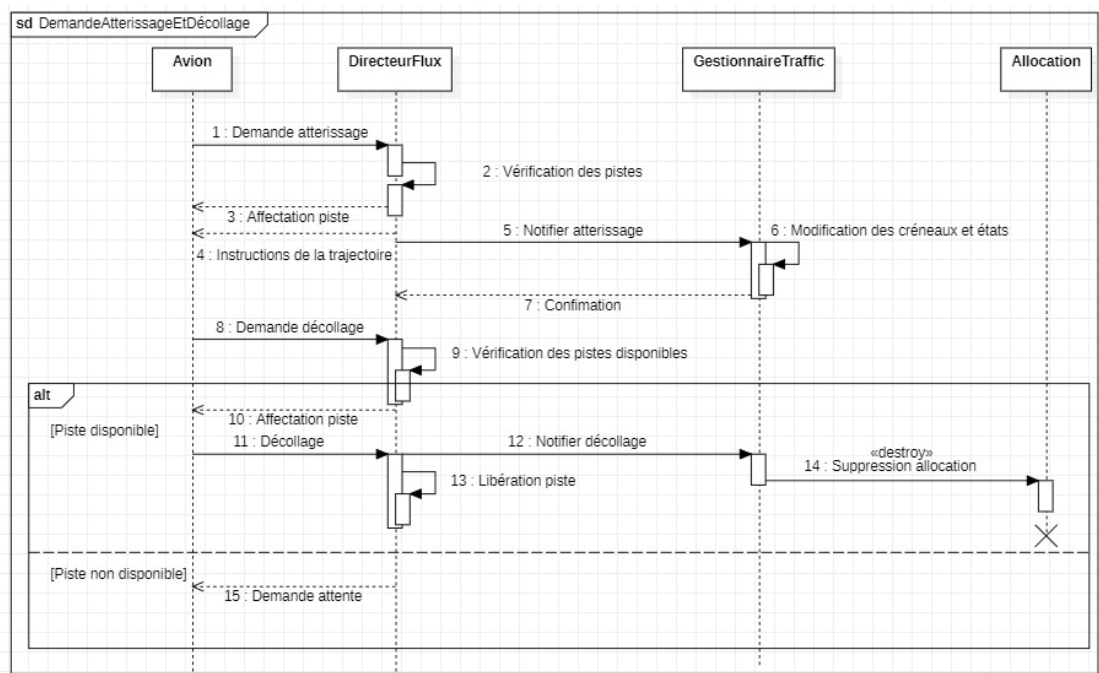 sd DemandeAtterissageEtDécollage
Avion
DirecteurFlux
GestionnaireTraffic
Allocation
1 : Demande atterissage
2 : Vérification des pistes
3 : Affectation piste
4 : Instructions de la trajectoire
5 : Notifier atterissage
6 : Modification des créneaux et états
7 : Confimation
8 : Demande décollage
9 : Vérification des pistes disponibles
alt
10 : Affectation piste
[Piste disponible]
11 : Décollage
12 : Notifier décollage
«destroy»
14 : Suppression allocation
13 : Libération piste
[Piste non disponible]
15 : Demande attente